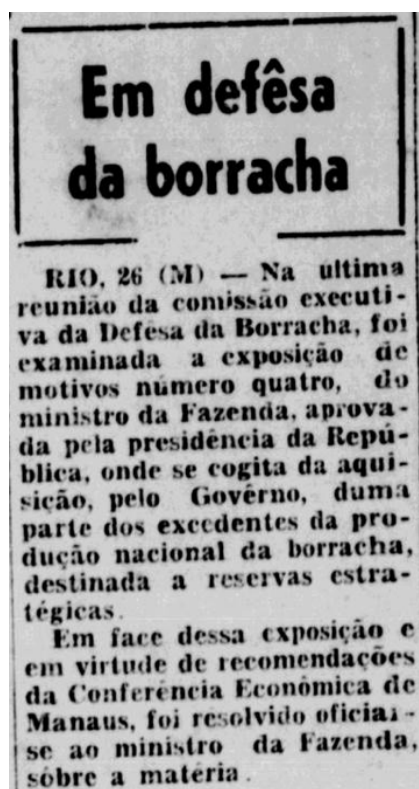 Em defêsa
da borracha
RIO, 26 (M) — Na última
reunião da comissão executi-
va da Defesa da Borracha, foi
examinada a exposição de
motivos número quatro, do
ministro da Fazenda, aprova-
da pela presidência da Repú-
blica, onde se cogita da aqui-
sição, pelo Govêrno, duma
parte dos excedentes da pro-
dução nacional da borracha,
destinada a reservas estra-
tégicas.
Em face dessa exposição e
em virtude de recomendações
da Conferência Econômica de
Manaus, foi resolvido oficiar-
se ao ministro da Fazenda,
sôbre a matéria.